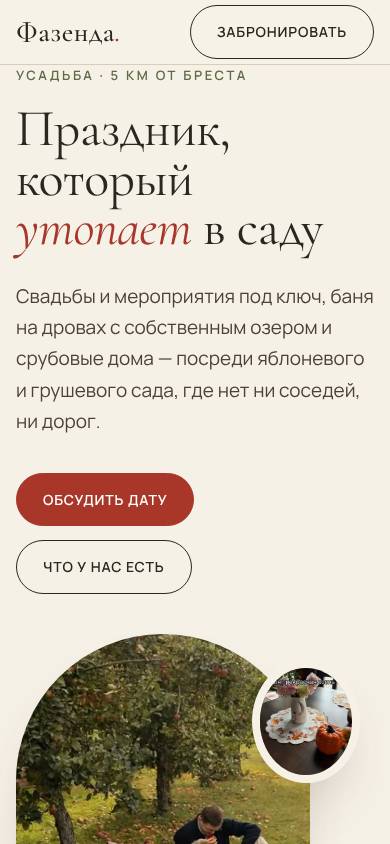 Фазенда.
ЗАБРОНИРОВАТЬ
УСАДЬБА · 5 КМ ОТ БРЕСТА
Праздник,
который
утопает в саду
Свадьбы и мероприятия под ключ, баня
на дровах с собственным озером и
срубовые дома — посреди яблоневого
и грушевого сада, где нет ни соседей,
ни дорог.
ОБСУДИТЬ ДАТУ
ЧТО У НАС ЕСТЬ